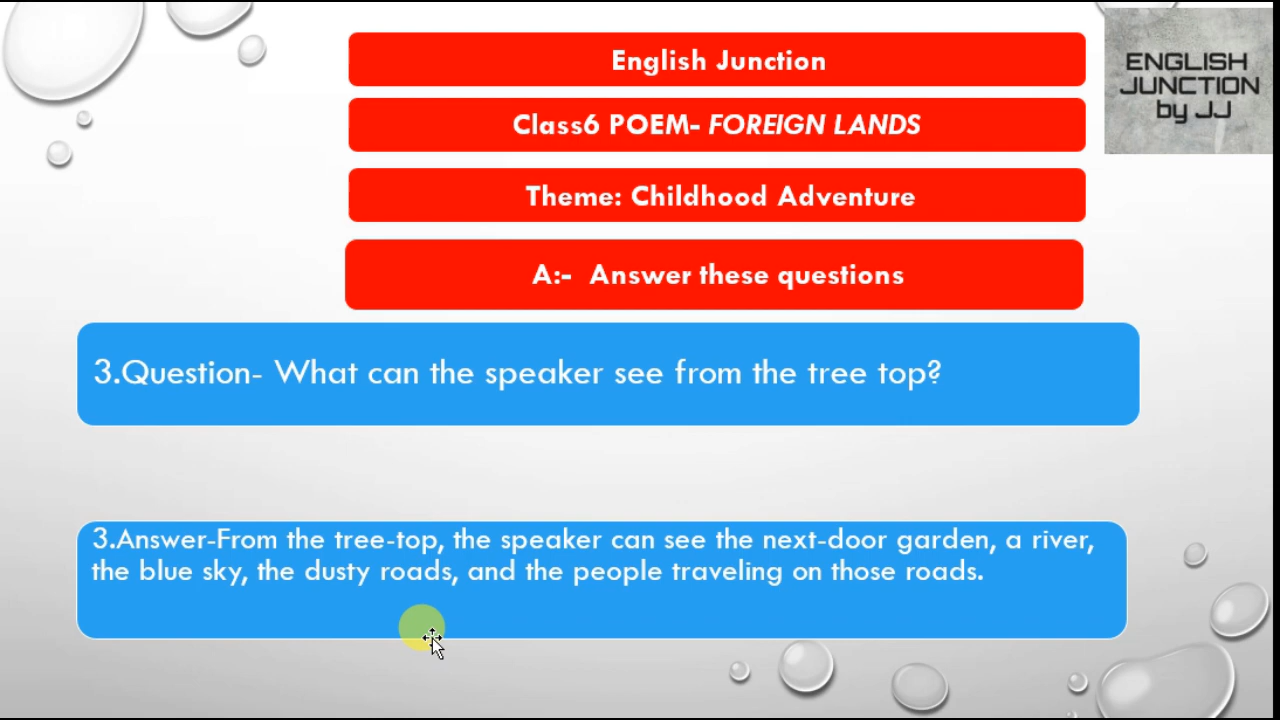 English Junction
ENGLISH
JUNCTION
by JJ
Class6 POEM- FOREIGN LANDS
Theme: Childhood Adventure
A:-  Answer these questions
3.Question- What can the speaker see from the tree top?
3.Answer-From the tree-top, the speaker can see the next-door garden, a river,
the blue sky, the dusty roads, and the people traveling on those roads.